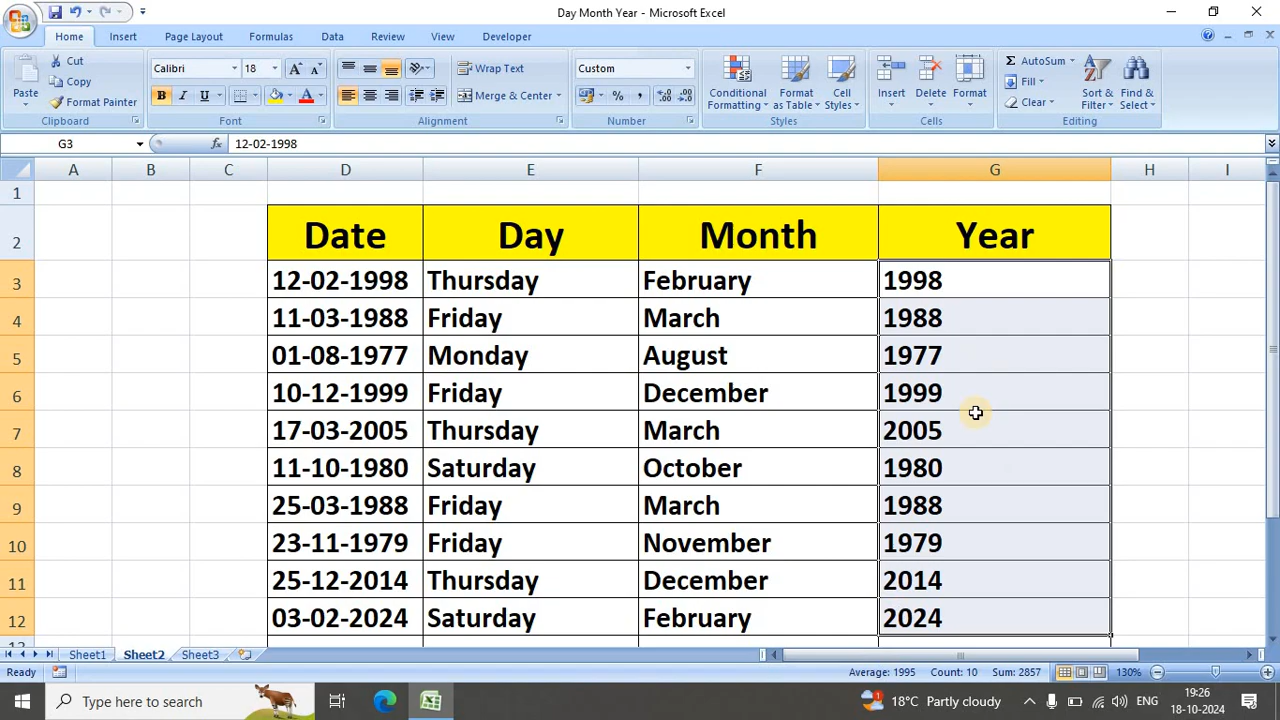 Day Month Year - Microsoft Excel
Home Insert Page Layout Formulas Data Review View Developer
Paste
Cut
Copy
Format Painter
Clipboard
Calibri 18
B I U
Font
Wrap Text
Merge & Center
Alignment
Custom
% ,
Number
Conditional Formatting
Format as Table
Cell Styles
Styles
Insert Delete Format
Cells
AutoSum
Fill
Clear
Sort & Filter
Find & Select
Editing
G3 fx 12-02-1998
A B C D E F G H I
1
2 Date Day Month Year
3 12-02-1998 Thursday February 1998
4 11-03-1988 Friday March 1988
5 01-08-1977 Monday August 1977
6 10-12-1999 Friday December 1999
7 17-03-2005 Thursday March 2005
8 11-10-1980 Saturday October 1980
9 25-03-1988 Friday March 1988
10 23-11-1979 Friday November 1979
11 25-12-2014 Thursday December 2014
12 03-02-2024 Saturday February 2024
Sheet1 Sheet2 Sheet3
Ready Average: 1995 Count: 10 Sum: 2857 130%
Type here to search
1 18°C Partly cloudy ENG 19:26
18-10-2024